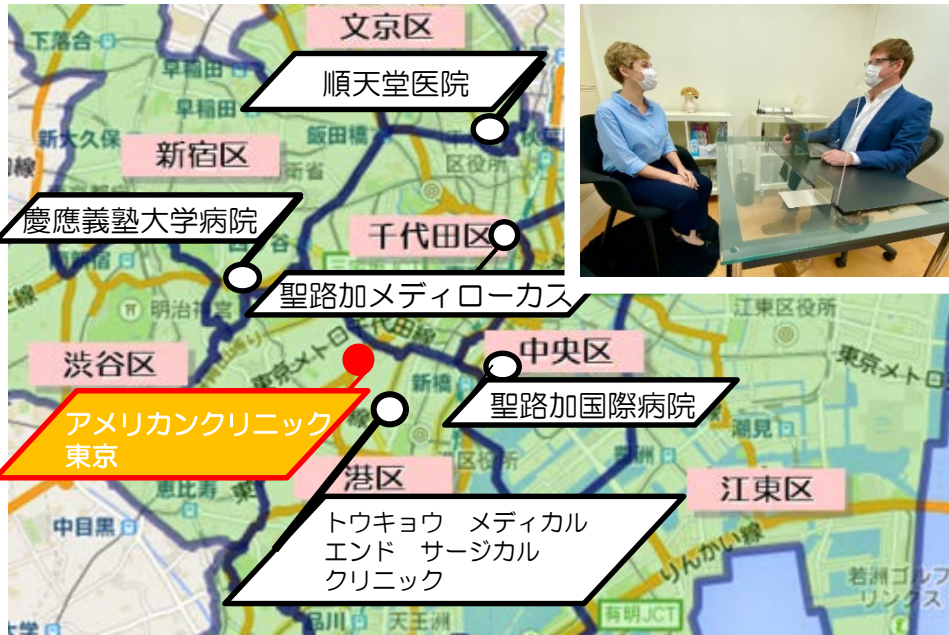 文京区
下落合
早稲田
順天堂医院
早稲田
新大久保
飯田橋
新宿区
区役所
慶應義塾大学病院
千代田区
聖路加メディローカス
明治神宮
江東区役所
東京メトロ千代田線
渋谷区
中央区
東京メトロ
新橋
アメリカンクリニック
東京
聖路加国際病院
潮見
区役所
豊洲
港区
江東区
恵比寿
中目黒
トウキョウ　メディカル
エンド　サージカル
クリニック
りんかい線
若洲ゴルフ
リンクス
有明JCT
品川
天王洲